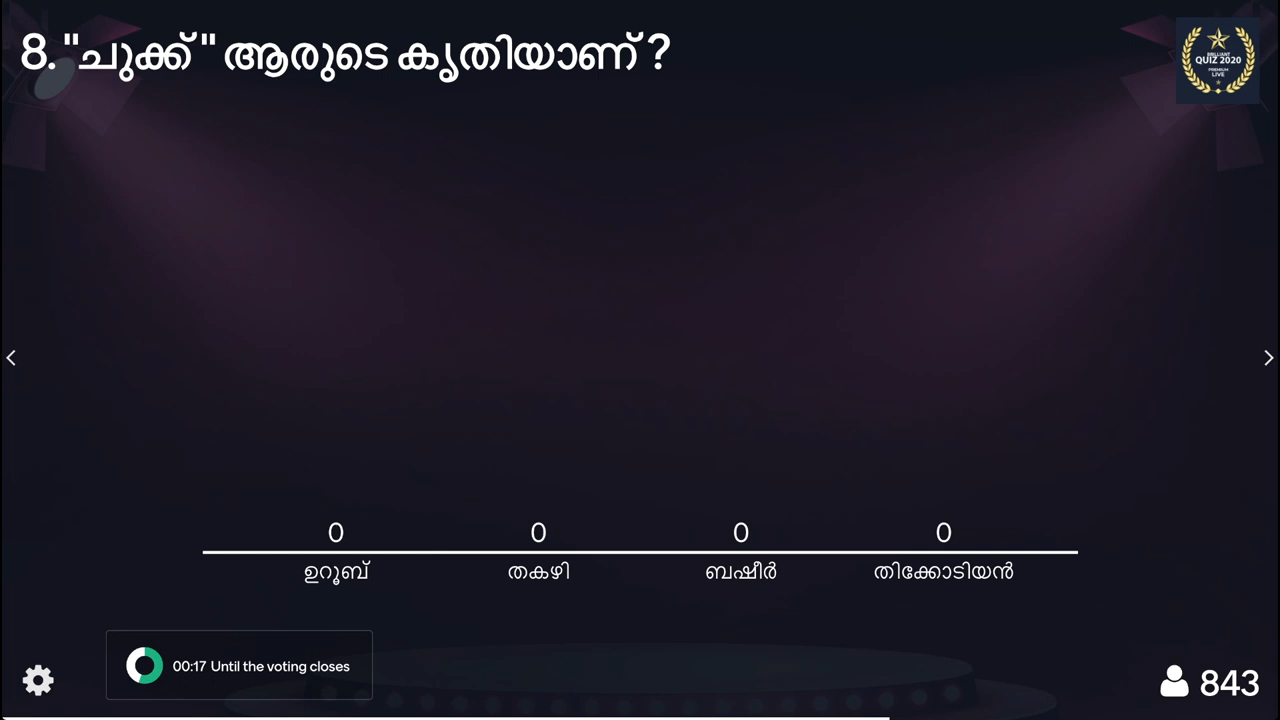 8. "ചുക്ക്" ആരുടെ കൃതിയാണ് ?
BRILLIANT
QUIZ 2020
PREMIUM
LIVE
0 0 0 0
ഉറൂബ് തകഴി ബഷീർ തിക്കോടിയൻ
00:17 Until the voting closes
843